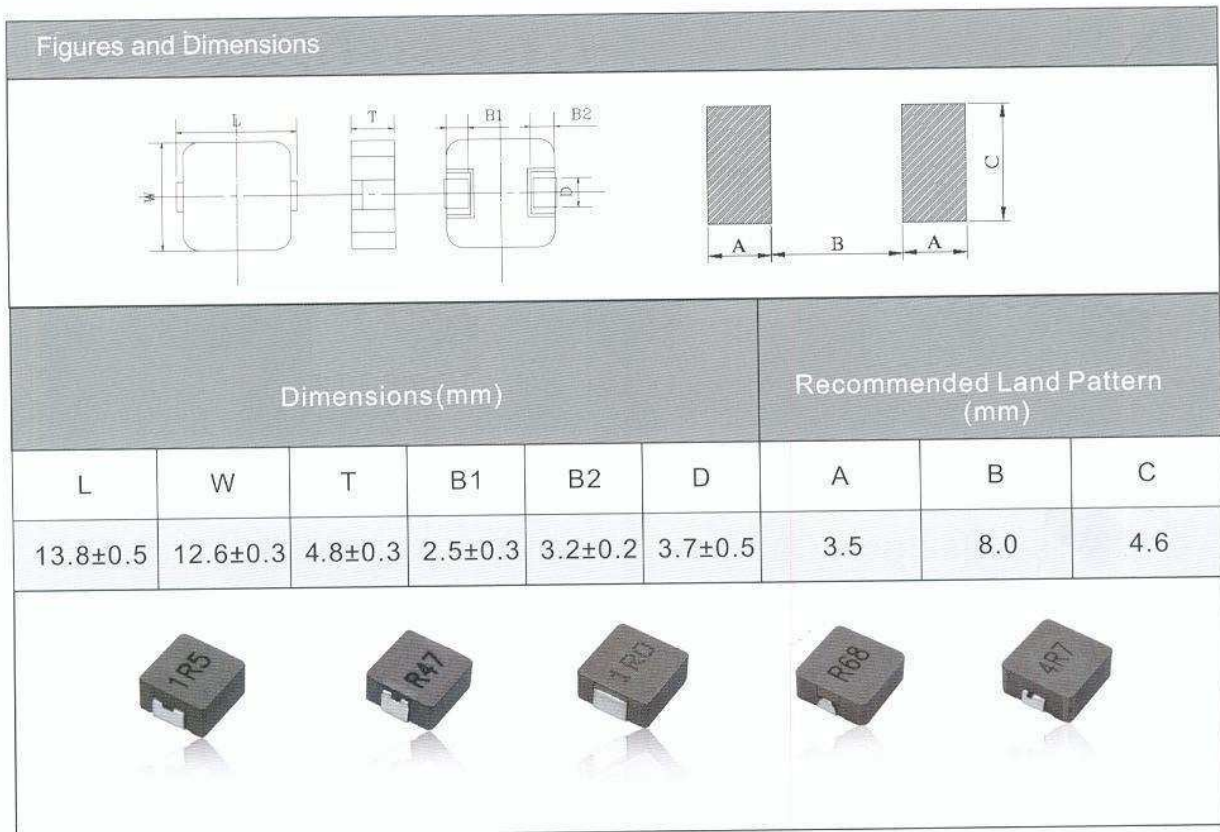 Figures and Dimensions
L T B1 B2
W D C
A B A
Dimensions(mm)
Recommended Land Pattern
(mm)
L W T B1 B2 D A B C
13.8±0.5 12.6±0.3 4.8±0.3 2.5±0.3 3.2±0.2 3.7±0.5 3.5 8.0 4.6
1R5 R47 1R0 R68 4R7